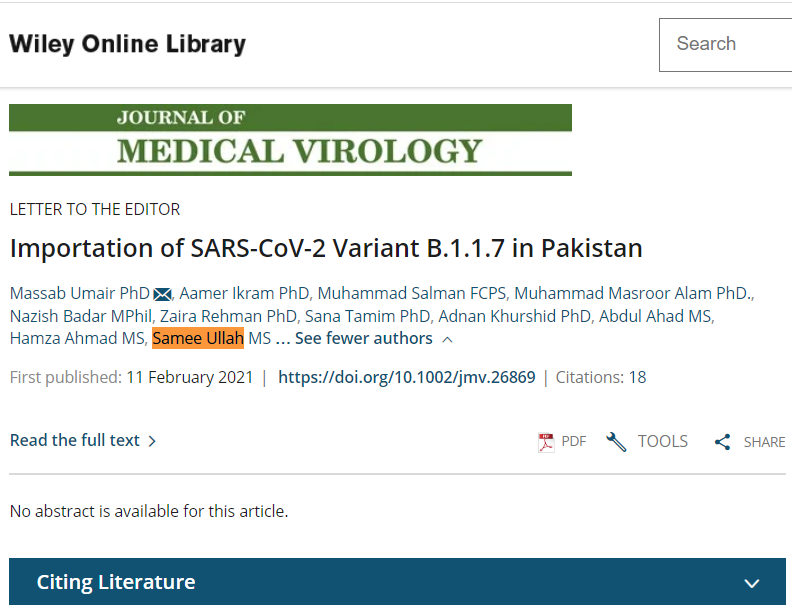 Wiley Online Library
Search
JOURNAL OF
MEDICAL VIROLOGY
LETTER TO THE EDITOR
Importation of SARS-CoV-2 Variant B.1.1.7 in Pakistan
Massab Umair PhD, Aamer Ikram PhD, Muhammad Salman FCPS, Muhammad Masroor Alam PhD.,
Nazish Badar MPhil, Zaira Rehman PhD, Sana Tamim PhD, Adnan Khurshid PhD, Abdul Ahad MS,
Hamza Ahmad MS, Samee Ullah MS ... See fewer authors
First published: 11 February 2021 | https://doi.org/10.1002/jmv.26869 | Citations: 18
Read the full text
PDF TOOLS SHARE
No abstract is available for this article.
Citing Literature